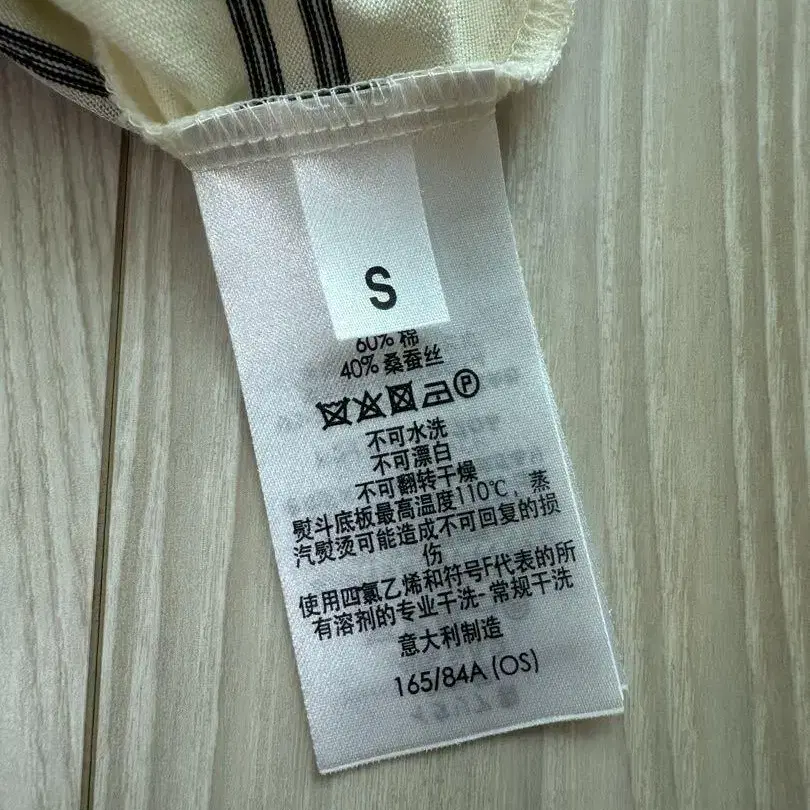 S
60% 棉
40% 桑蚕丝
P
不可水洗
不可漂白
不可翻转干燥
熨斗底板最高温度110℃，蒸
汽熨烫可能造成不可回复的损
伤
使用四氯乙烯和符号F代表的所
有溶剂的专业干洗-常规干洗
意大利制造
165/84A (OS)